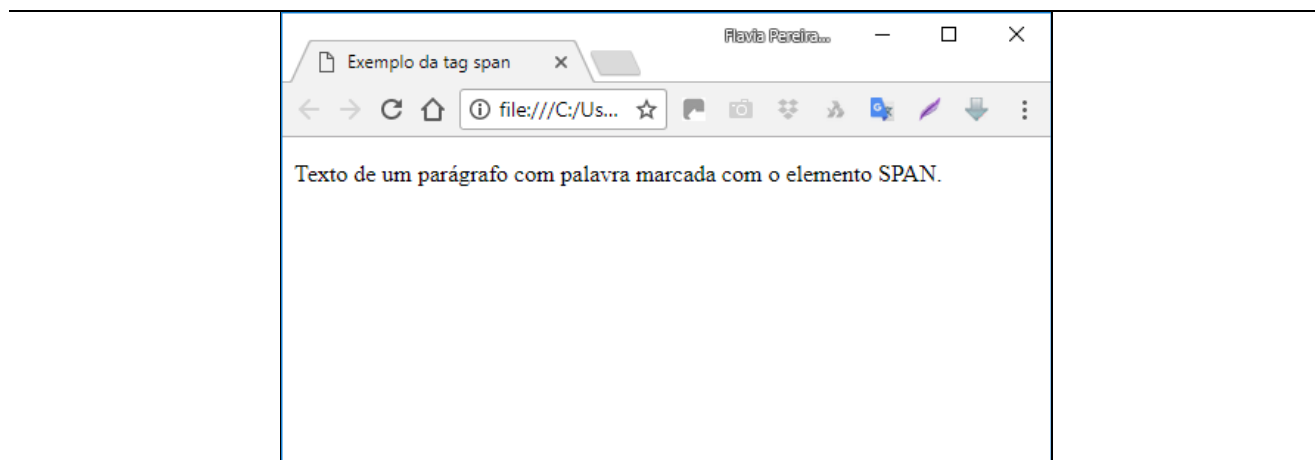 Flavia Pereira...
Exemplo da tag span
file:///C:/Us...
Texto de um parágrafo com palavra marcada com o elemento SPAN.